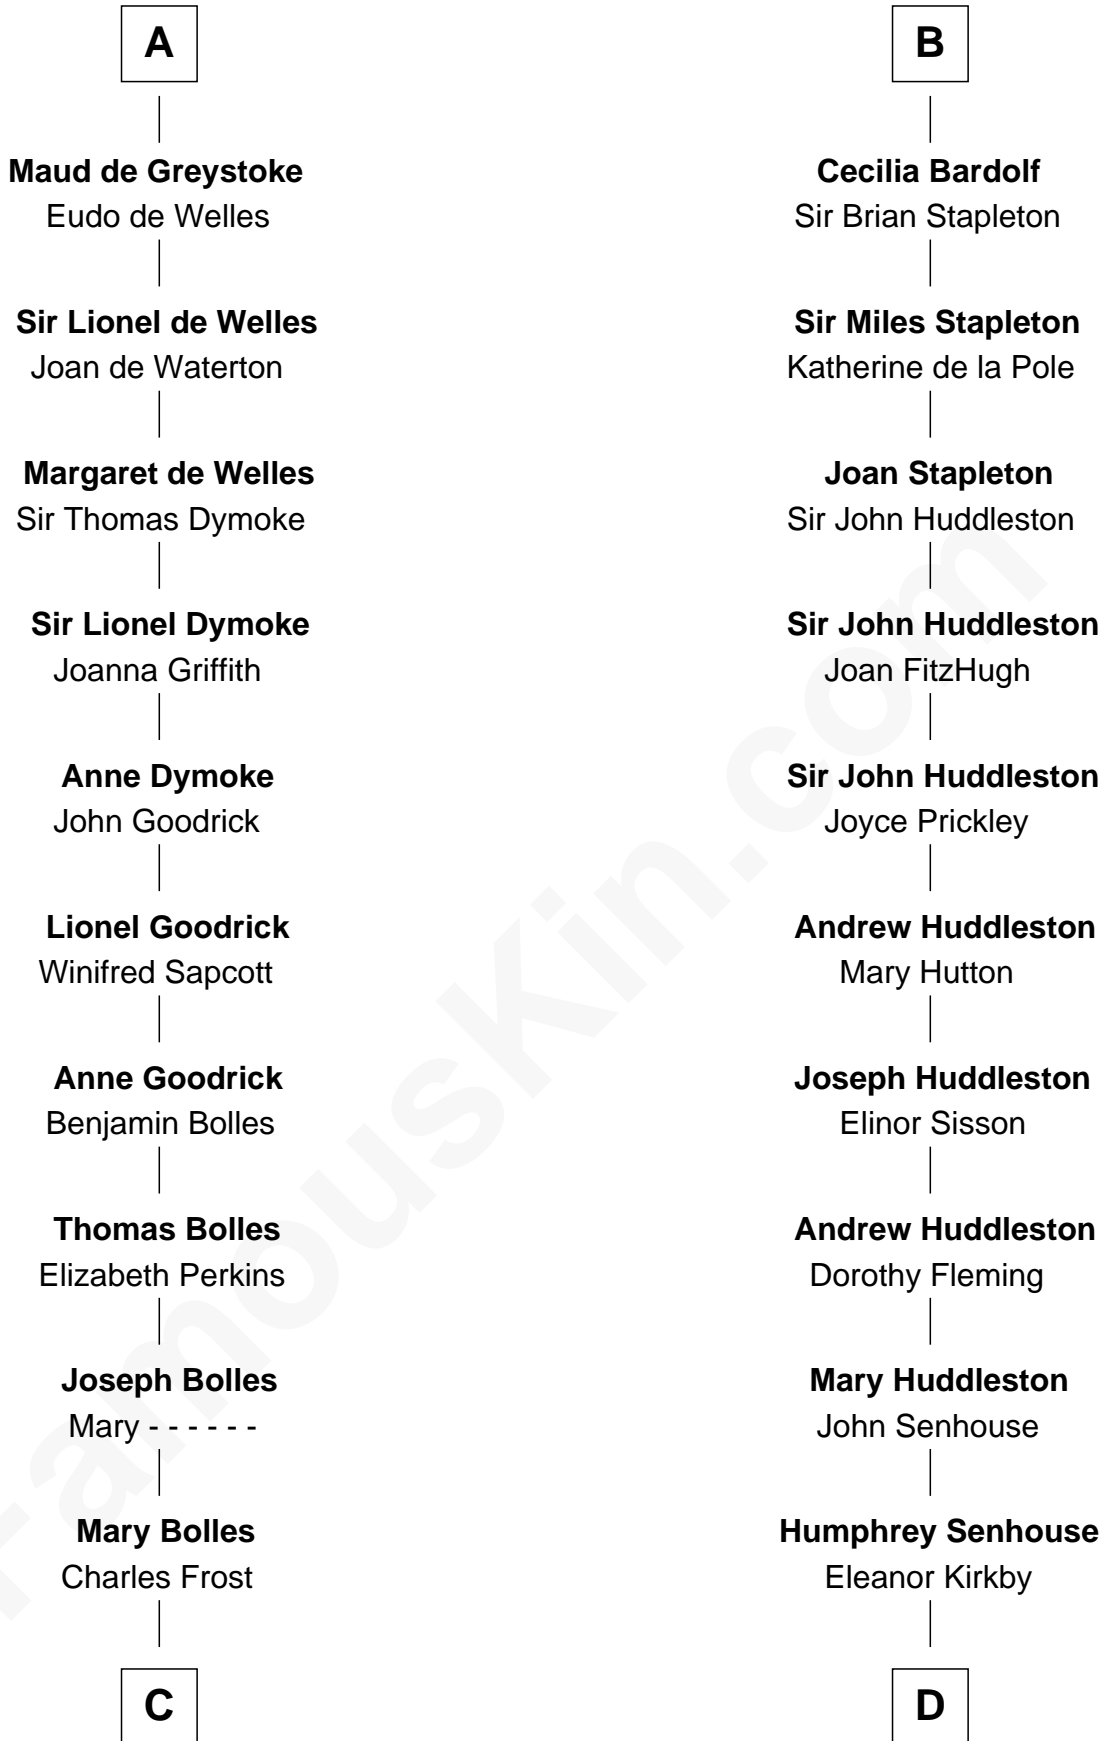 A
Maud de Greystoke
Eudo de Welles
Sir Lionel de Welles
Joan de Waterton
Margaret de Welles
Sir Thomas Dymoke
Sir Lionel Dymoke
Joanna Griffith
Anne Dymoke
John Goodrick
Lionel Goodrick
Winifred Sapcott
Anne Goodrick
Benjamin Bolles
Thomas Bolles
Elizabeth Perkins
Joseph Bolles
Mary - - - - - -
Mary Bolles
Charles Frost
C
B
Cecilia Bardolf
Sir Brian Stapleton
Sir Miles Stapleton
Katherine de la Pole
Joan Stapleton
Sir John Huddleston
Sir John Huddleston
Joan FitzHugh
Sir John Huddleston
Joyce Prickley
Andrew Huddleston
Mary Hutton
Joseph Huddleston
Elinor Sisson
Andrew Huddleston
Dorothy Fleming
Mary Huddleston
John Senhouse
Humphrey Senhouse
Eleanor Kirkby
D
FamousKin.com